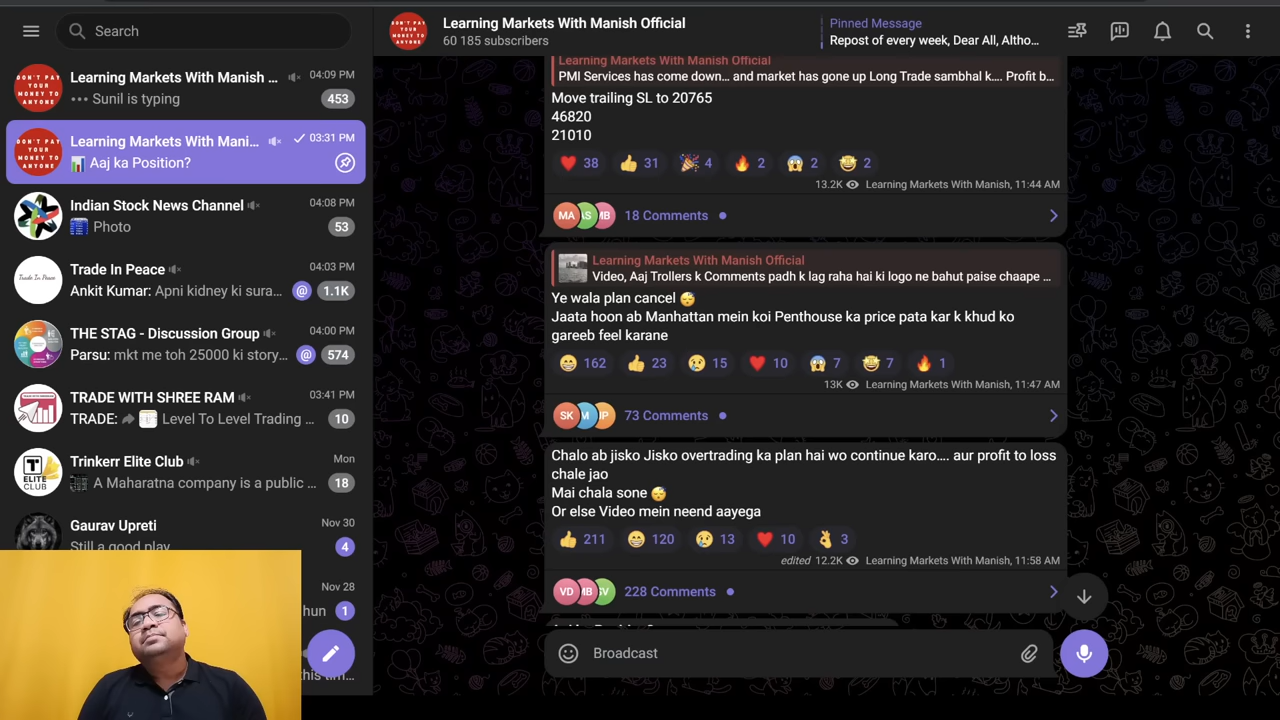 Search
Learning Markets With Manish ...
04:09 PM
Sunil is typing
453
Learning Markets With Mani...
03:31 PM
Aaj ka Position?
Indian Stock News Channel
04:08 PM
Photo
53
Trade In Peace
04:03 PM
Ankit Kumar: Apni kidney ki sura...
@
1.1K
THE STAG - Discussion Group
04:00 PM
Parsu: mkt me toh 25000 ki story...
@
574
TRADE WITH SHREE RAM
03:41 PM
TRADE: Level To Level Trading ...
10
Trinkerr Elite Club
Mon
A Maharatna company is a public ...
18
Gaurav Upreti
Nov 30
Still a good play
4
Nov 28
hun
1
this tim...
DON'T PAY
YOUR
MONEY TO
ANYONE
Learning Markets With Manish Official
60 185 subscribers
Pinned Message
Repost of every week, Dear All, Altho...
Learning Markets With Manish Official
PMI Services has come down... and market has gone up Long Trade sambhal k.... Profit b...
Move trailing SL to 20765
46820
21010
38 31 4 2 2 2
13.2K Learning Markets With Manish, 11:44 AM
MA AS MB 18 Comments
Learning Markets With Manish Official
Video, Aaj Trollers k Comments padh k lag raha hai ki logo ne bahut paise chaape ...
Ye wala plan cancel 😴
Jaata hoon ab Manhattan mein koi Penthouse ka price pata kar k khud ko
gareeb feel karane
162 23 15 10 7 7 1
13K Learning Markets With Manish, 11:47 AM
SK M 73 Comments
Chalo ab jisko Jisko overtrading ka plan hai wo continue karo.... aur profit to loss
chale jao
Mai chala sone 😴
Or else Video mein neend aayega
211 120 13 10 3
edited 12.2K Learning Markets With Manish, 11:58 AM
VD MB 228 Comments
Broadcast